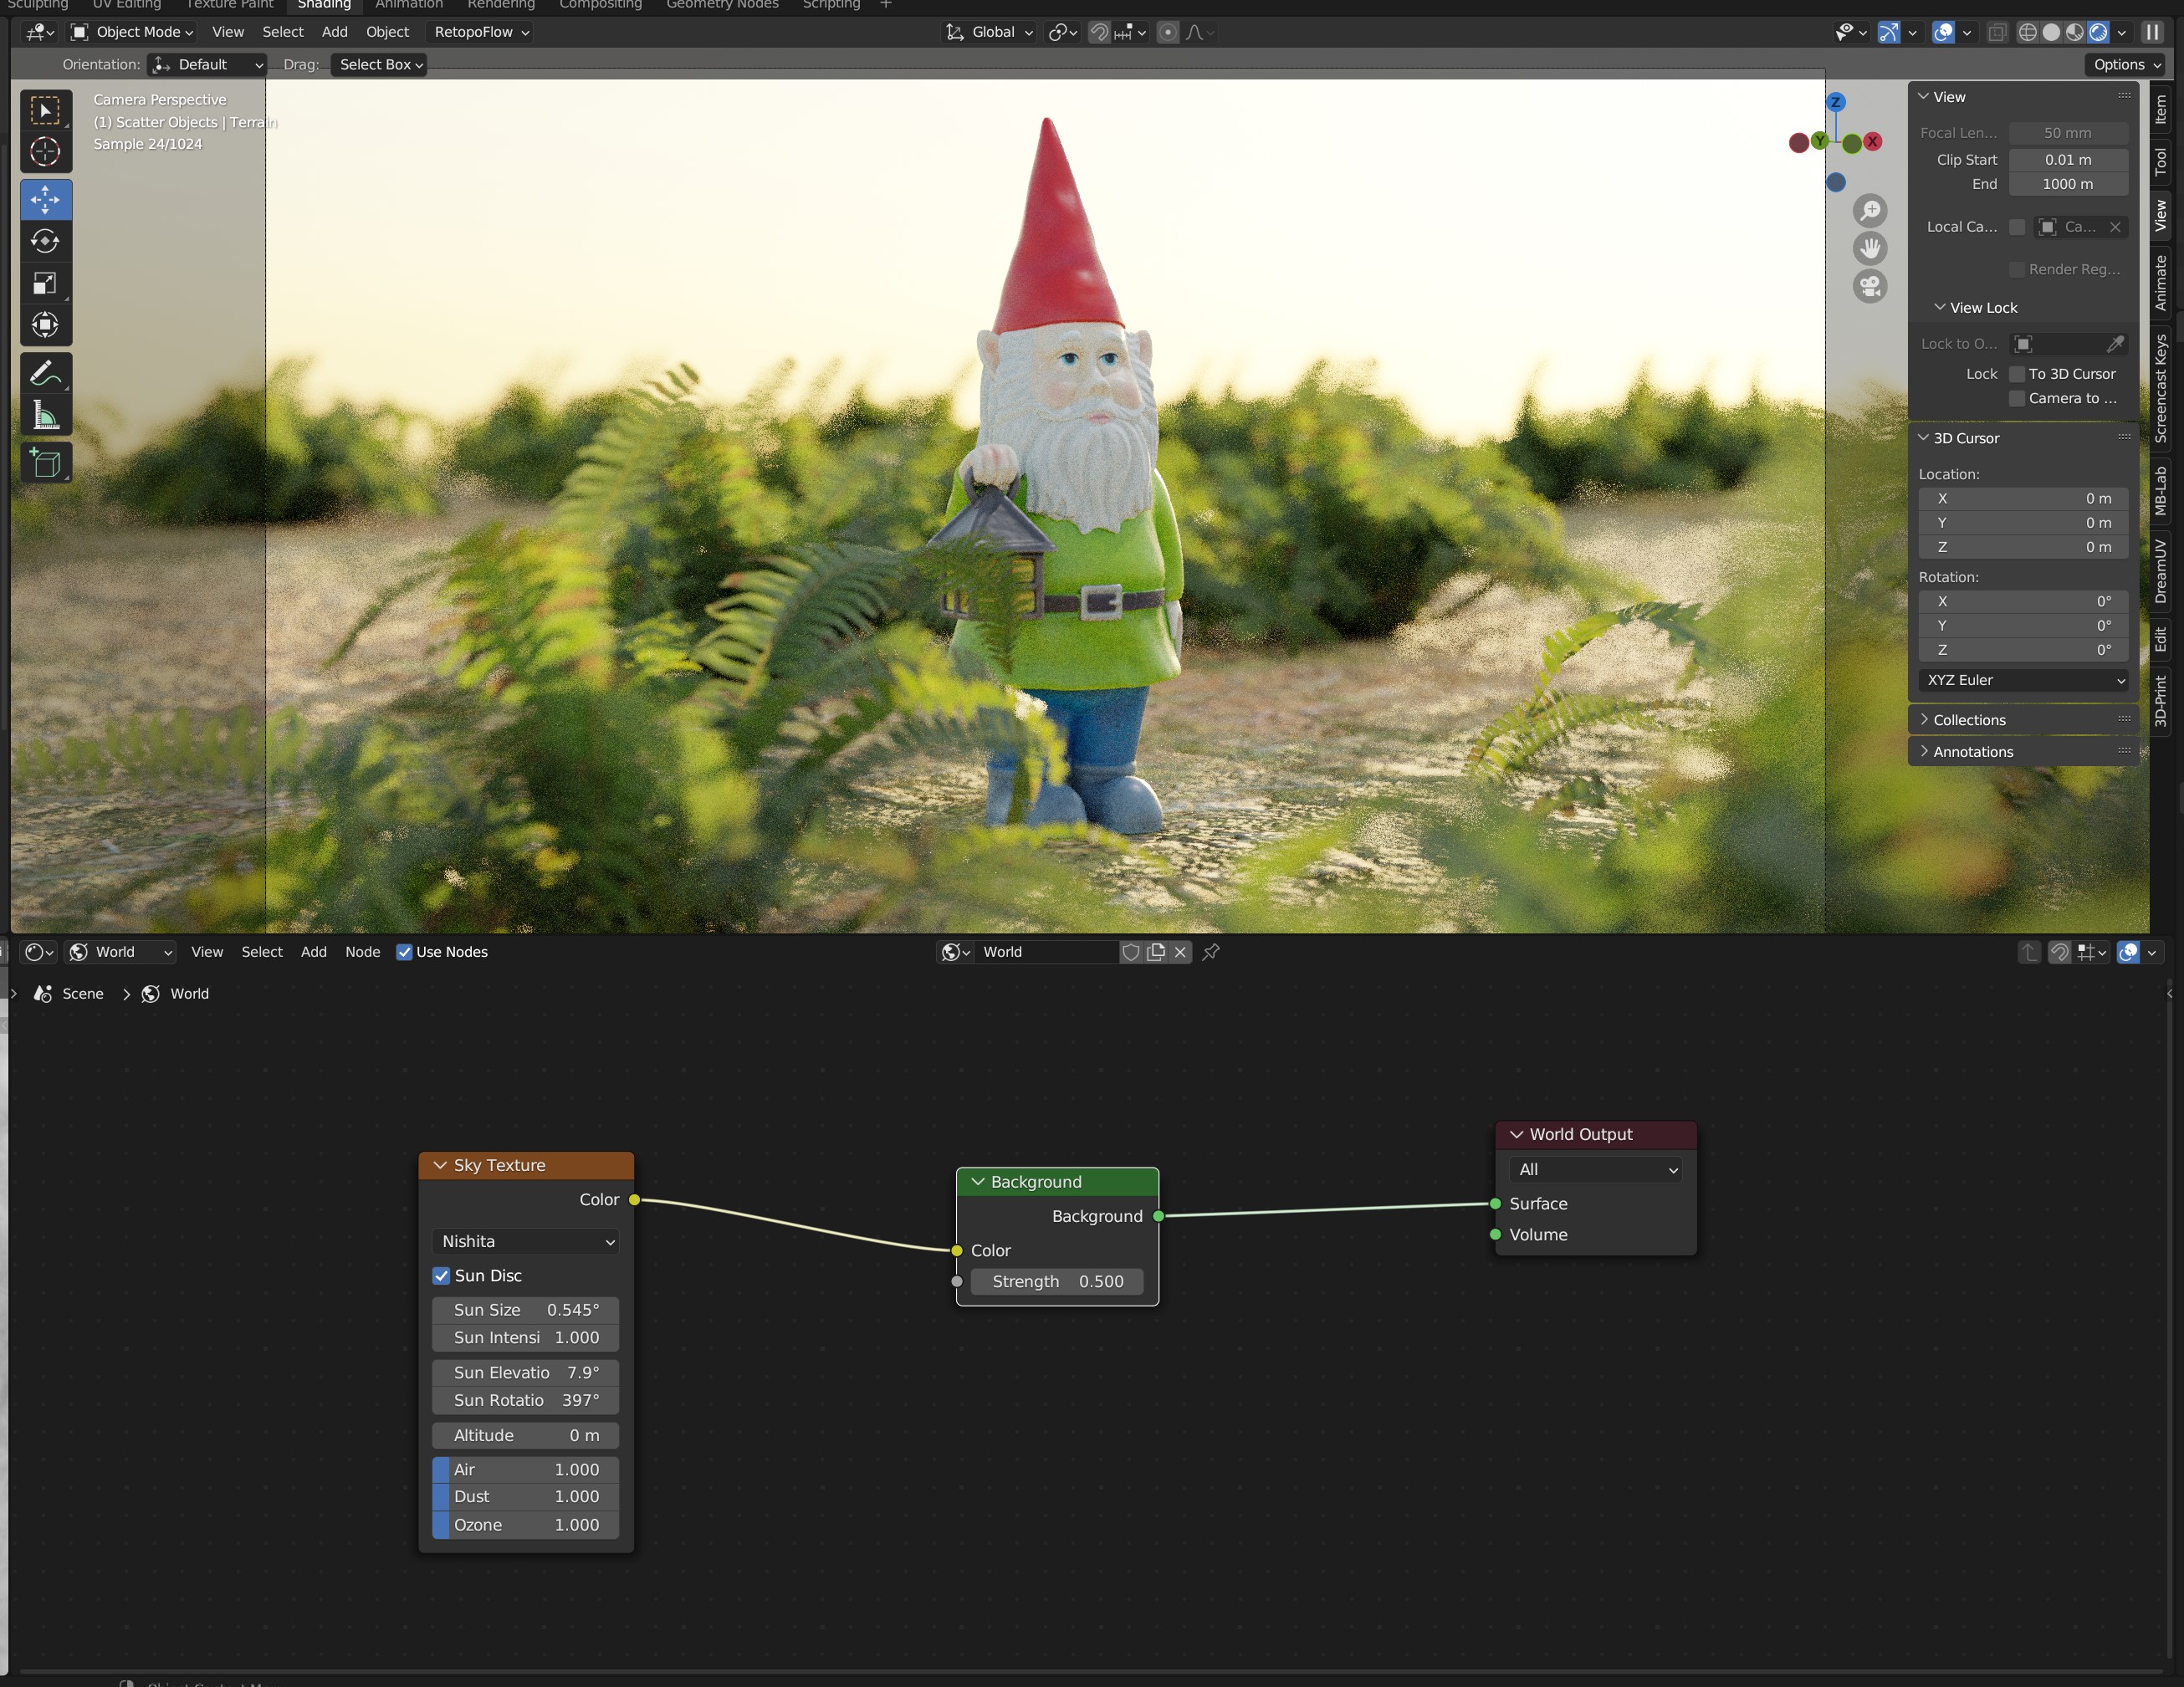 Sculpting UV Editing Texture Paint Shading Animation Rendering Compositing Geometry Nodes Scripting +
Object Mode View Select Add Object RetopoFlow Global
Orientation: Default Drag: Select Box Options
Camera Perspective
(1) Scatter Objects | Terrain
Sample 24/1024
Z
Y
X
View
Focal Len... 50 mm
Clip Start 0.01 m
End 1000 m
Local Ca... Ca...
Render Reg...
View Lock
Lock to O...
Lock To 3D Cursor
Camera to ...
3D Cursor
Location:
X 0 m
Y 0 m
Z 0 m
Rotation:
X 0°
Y 0°
Z 0°
XYZ Euler
Collections
Annotations
Item
Tool
View
Animate
Screencast Keys
MB-Lab
DreamUV
Edit
3D-Print
World View Select Add Node Use Nodes World
Scene > World
Sky Texture
Color
Nishita
Sun Disc
Sun Size 0.545°
Sun Intensi 1.000
Sun Elevatio 7.9°
Sun Rotatio 397°
Altitude 0 m
Air 1.000
Dust 1.000
Ozone 1.000
Background
Background
Color
Strength 0.500
World Output
All
Surface
Volume